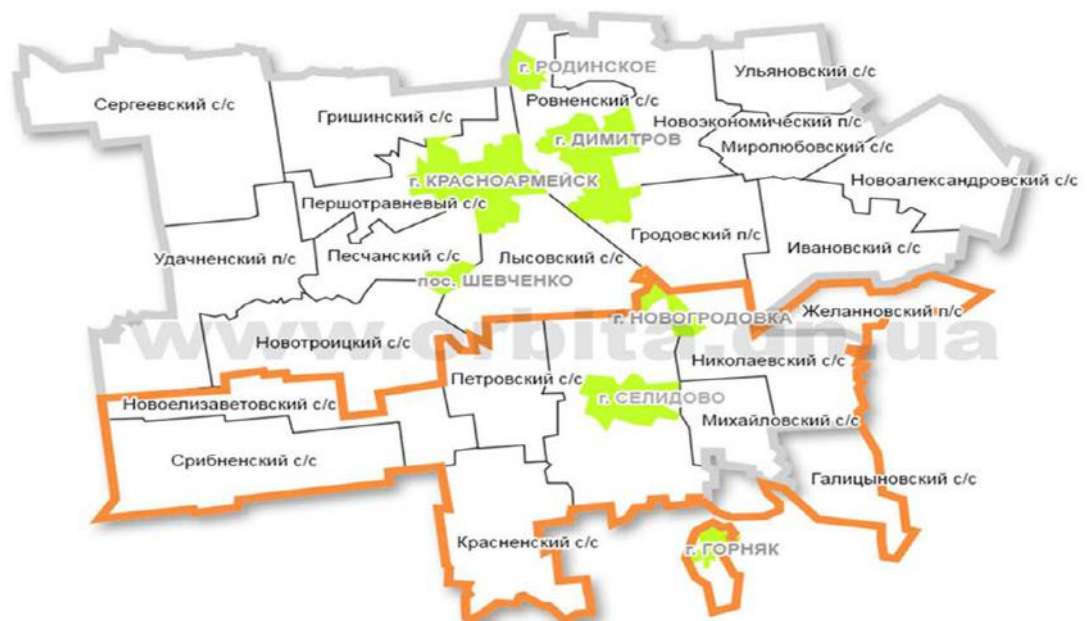 г. РОДИНСКОЕ
Ульяновский с/с
Сергеевский с/с
Ровненский с/с
Гришинский с/с
Новоэкономический п/с
г. ДИМИТРОВ
Миролюбовский с/с
г. КРАСНОАРМЕЙСК
Новоалександровский с/с
Першотравневый с/с
Гродовский п/с
Ивановский с/с
Удачненский п/с
Песчанский с/с
Лысовский с/с
пос. ШЕВЧЕНКО
Желанновский п/с
г. НОВОГРОДОВКА
www.orbita.dn.ua
Новотроицкий с/с
Николаевский с/с
Петровский с/с
г. СЕЛИДОВО
Новоелизаветовский с/с
Михайловский с/с
Срибненский с/с
Галицыновский с/с
Красненский с/с
г. ГОРНЯК